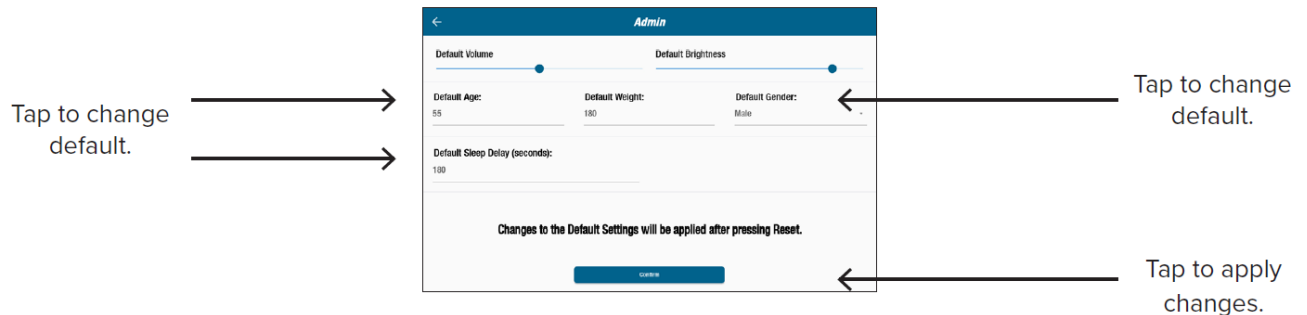 Admin
Default Volume
Default Brightness
Tap to change
default.
Default Age:
Default Weight:
Default Gender:
55
180
Male
Tap to change
default.
Default Sleep Delay (seconds):
180
Changes to the Default Settings will be applied after pressing Reset.
Confirm
Tap to apply
changes.